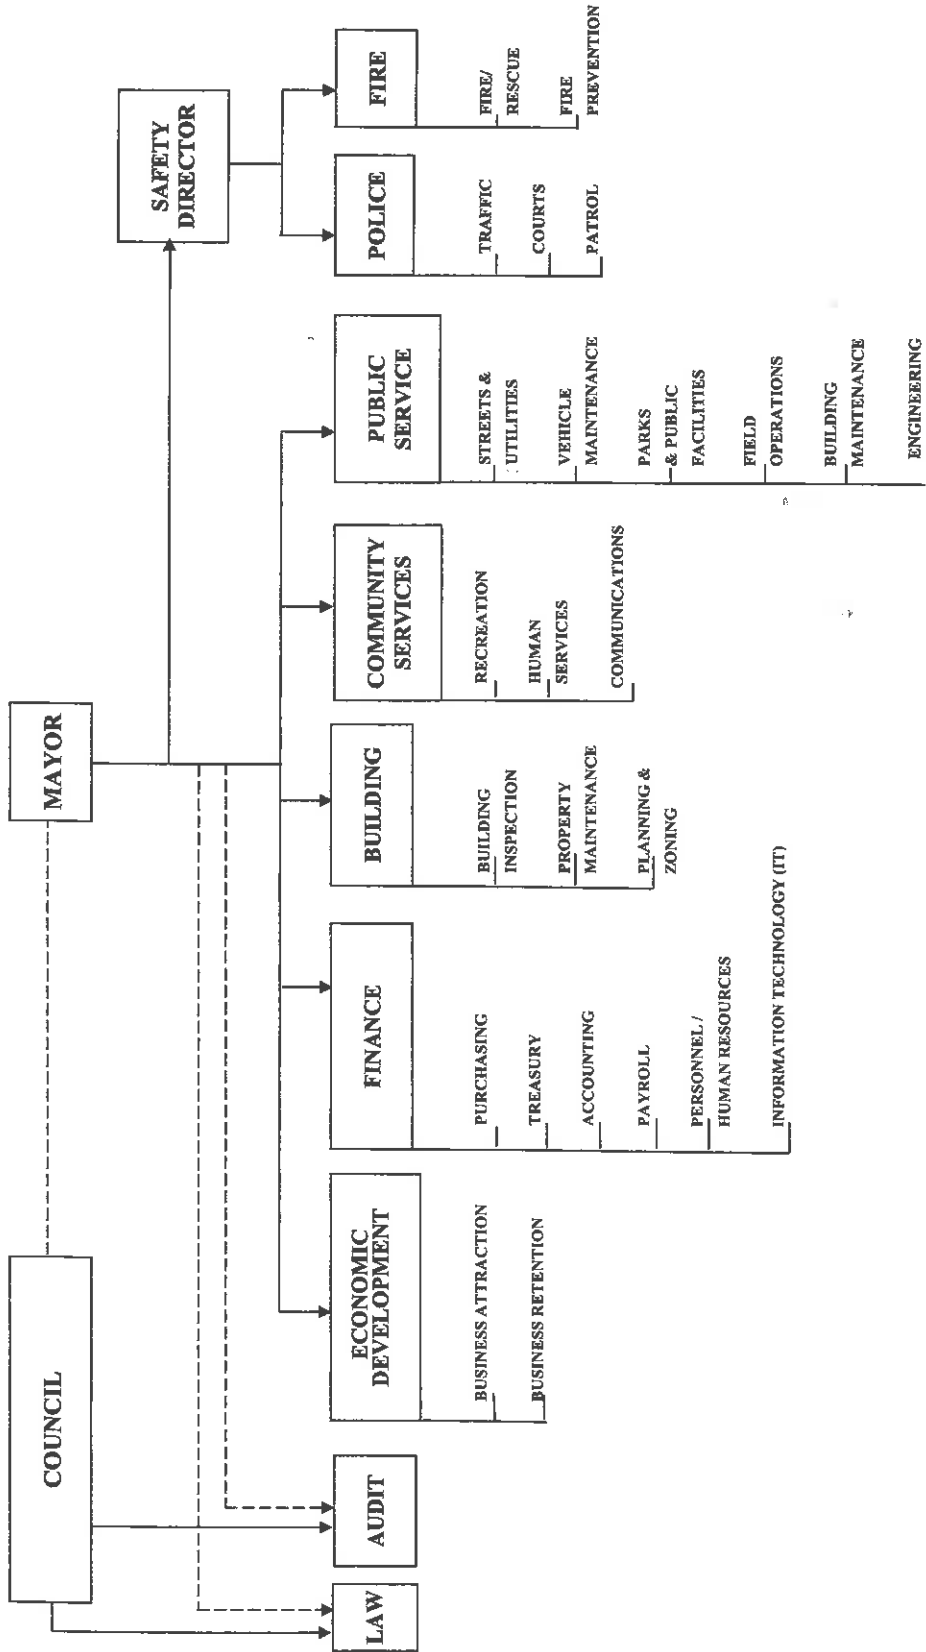 COUNCIL
MAYOR
SAFETY
DIRECTOR
LAW
AUDIT
ECONOMIC
DEVELOPMENT
BUSINESS ATTRACTION
BUSINESS RETENTION
FINANCE
PURCHASING
TREASURY
ACCOUNTING
PAYROLL
PERSONNEL /
HUMAN RESOURCES
INFORMATION TECHNOLOGY (IT)
BUILDING
BUILDING
INSPECTION
PROPERTY
MAINTENANCE
PLANNING &
ZONING
COMMUNITY
SERVICES
RECREATION
HUMAN
SERVICES
COMMUNICATIONS
PUBLIC
SERVICE
STREETS &
UTILITIES
VEHICLE
MAINTENANCE
PARKS
& PUBLIC
FACILITIES
FIELD
OPERATIONS
BUILDING
MAINTENANCE
ENGINEERING
POLICE
TRAFFIC
COURTS
PATROL
FIRE
FIRE/
RESCUE
FIRE
PREVENTION